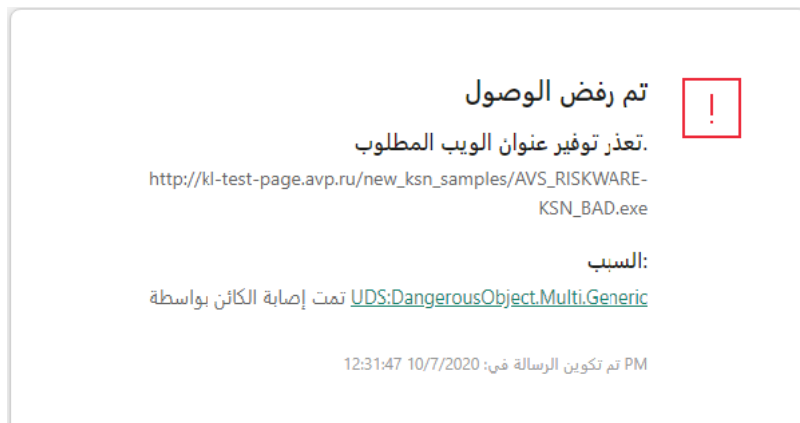 تم رفض الوصول
.تعذر توفير عنوان الويب المطلوب
http://kl-test-page.avp.ru/new_ksn_samples/AVS_RISKWARE-
KSN_BAD.exe
:السبب
UDS:DangerousObject.Multi.Generic تمت إصابة الكائن بواسطة
PM تم تكوين الرسالة في: 10/7/2020 12:31:47